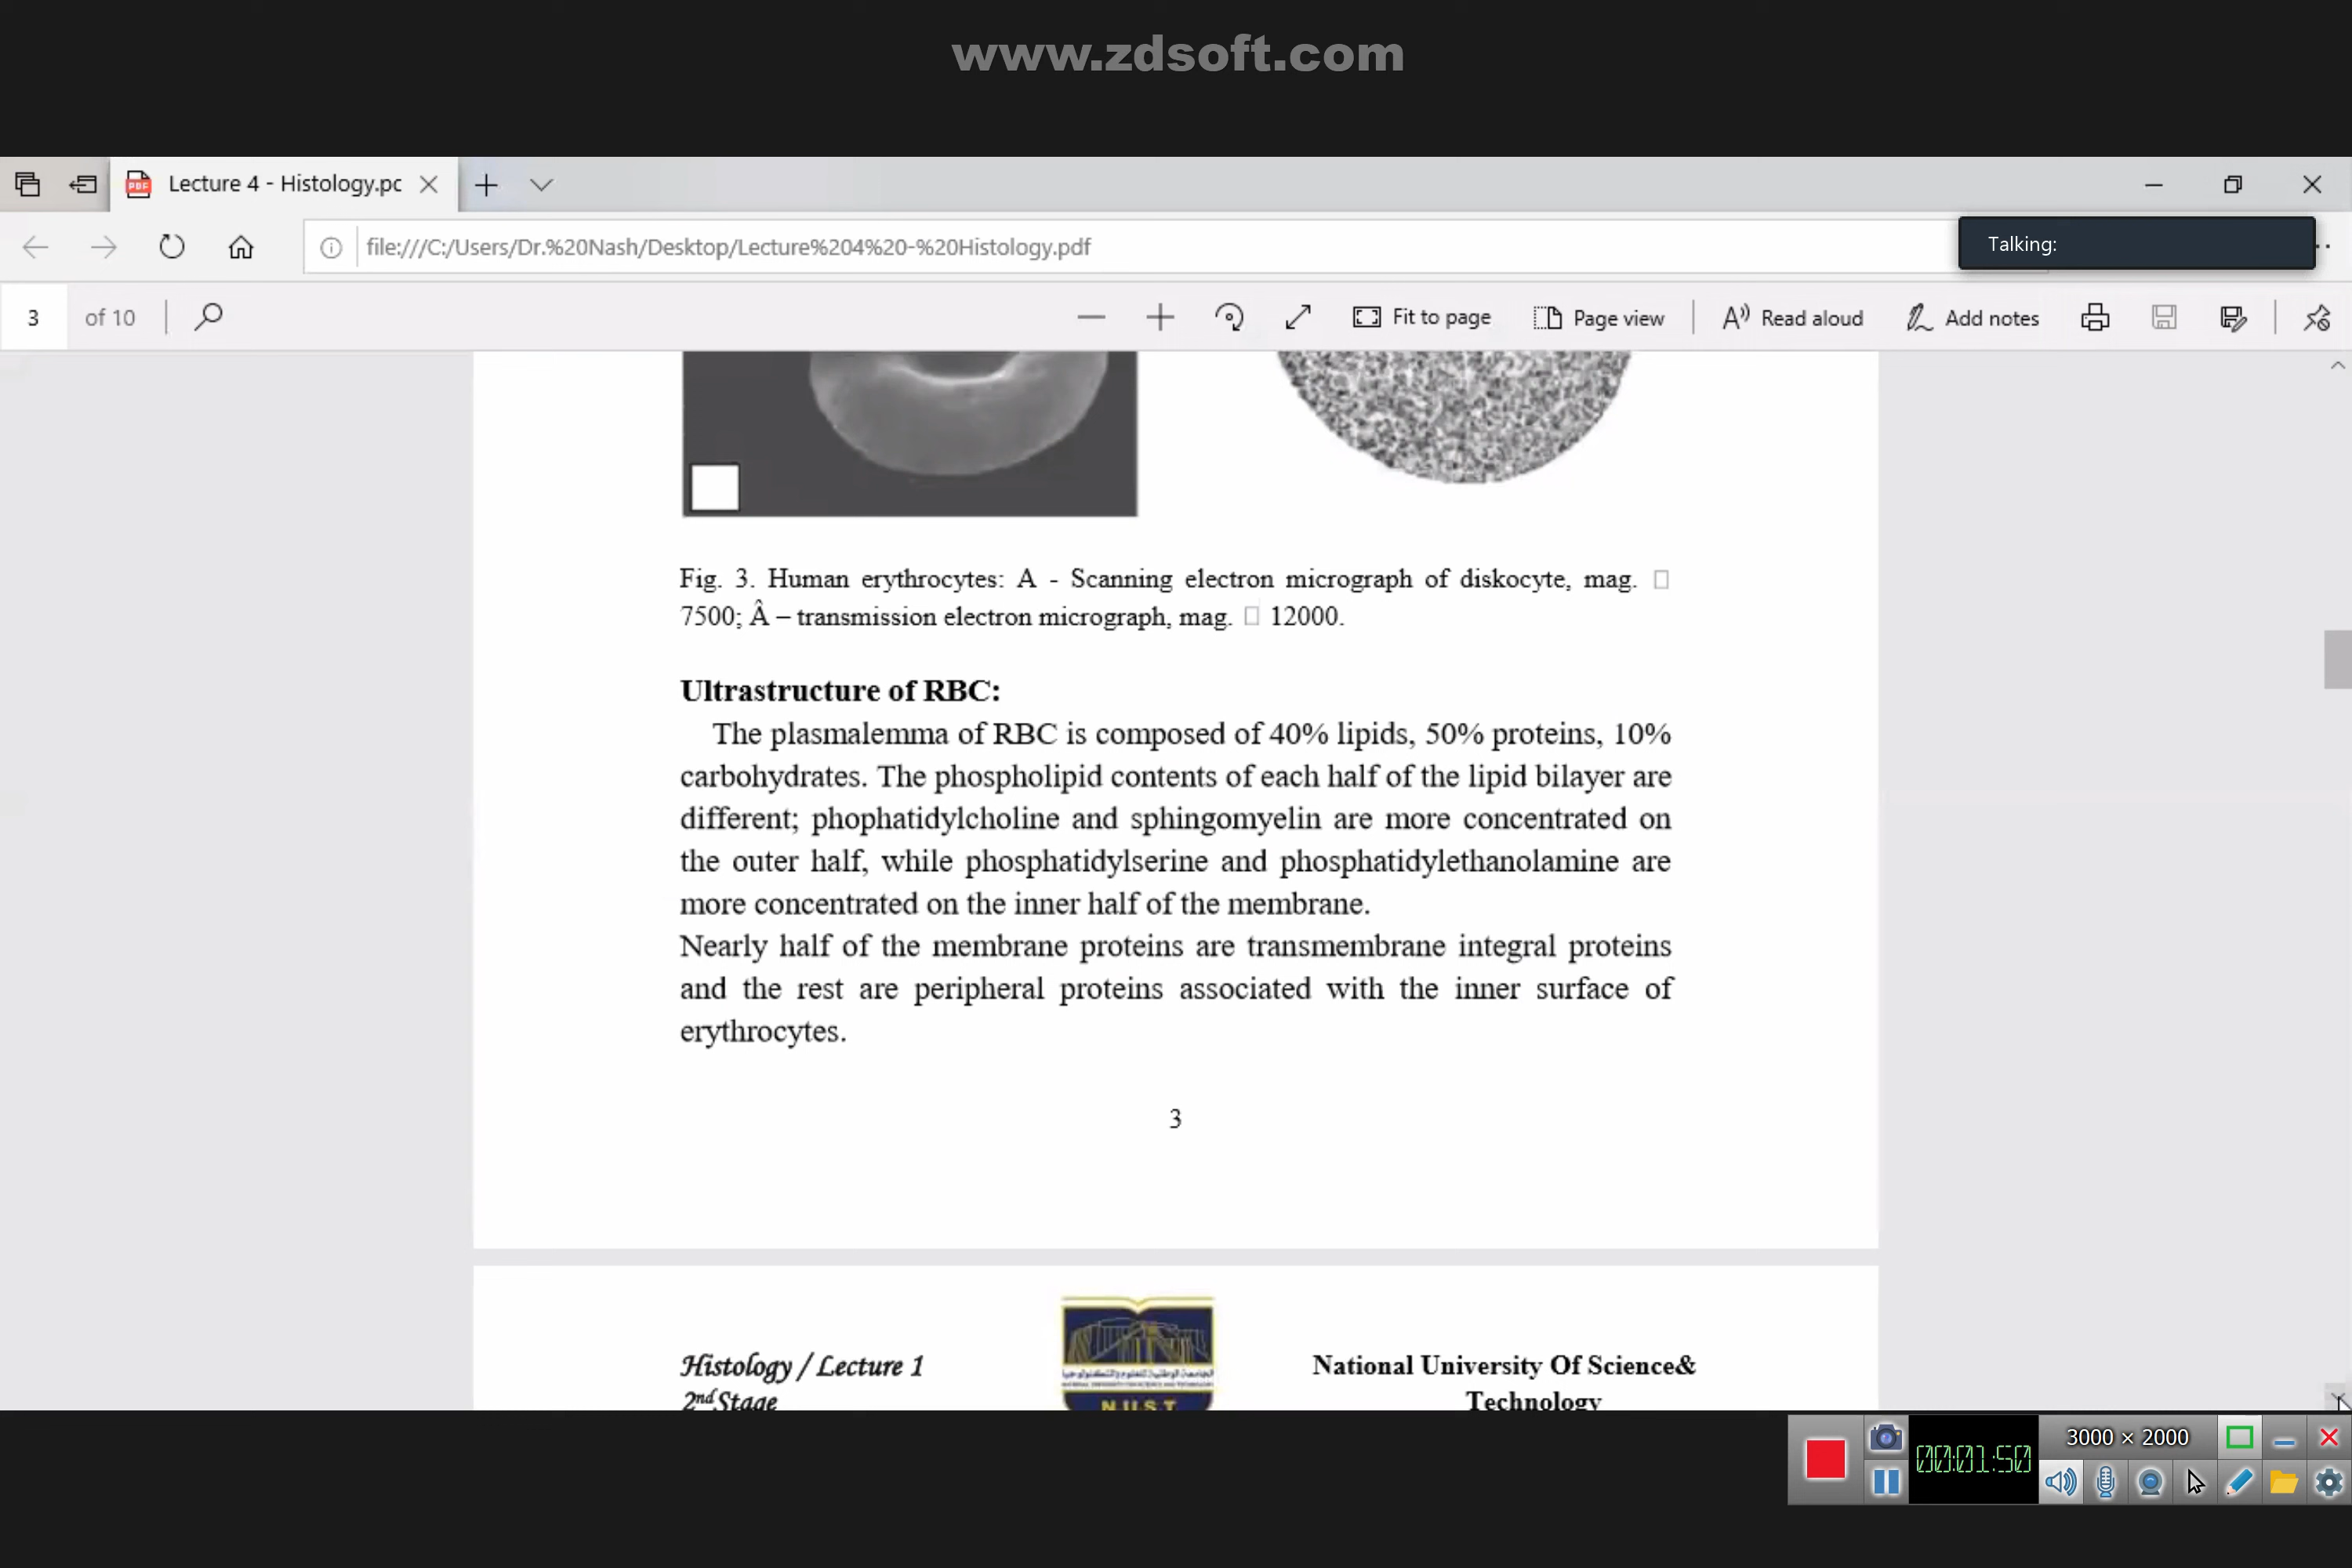 www.zdsoft.com
Lecture 4 - Histology.pc
file:///C:/Users/Dr.%20Nash/Desktop/Lecture%204%20-%20Histology.pdf
Talking:
3 of 10
Fit to page
Page view
Read aloud
Add notes
Fig. 3. Human erythrocytes: A - Scanning electron micrograph of diskocyte, mag. □
7500; Â – transmission electron micrograph, mag. □ 12000.
Ultrastructure of RBC:
The plasmalemma of RBC is composed of 40% lipids, 50% proteins, 10%
carbohydrates. The phospholipid contents of each half of the lipid bilayer are
different; phophatidylcholine and sphingomyelin are more concentrated on
the outer half, while phosphatidylserine and phosphatidylethanolamine are
more concentrated on the inner half of the membrane.
Nearly half of the membrane proteins are transmembrane integral proteins
and the rest are peripheral proteins associated with the inner surface of
erythrocytes.
3
Histology / Lecture 1
2nd Stage
N.U.S.T
National University Of Science&
Technology
00:01:50
3000 × 2000